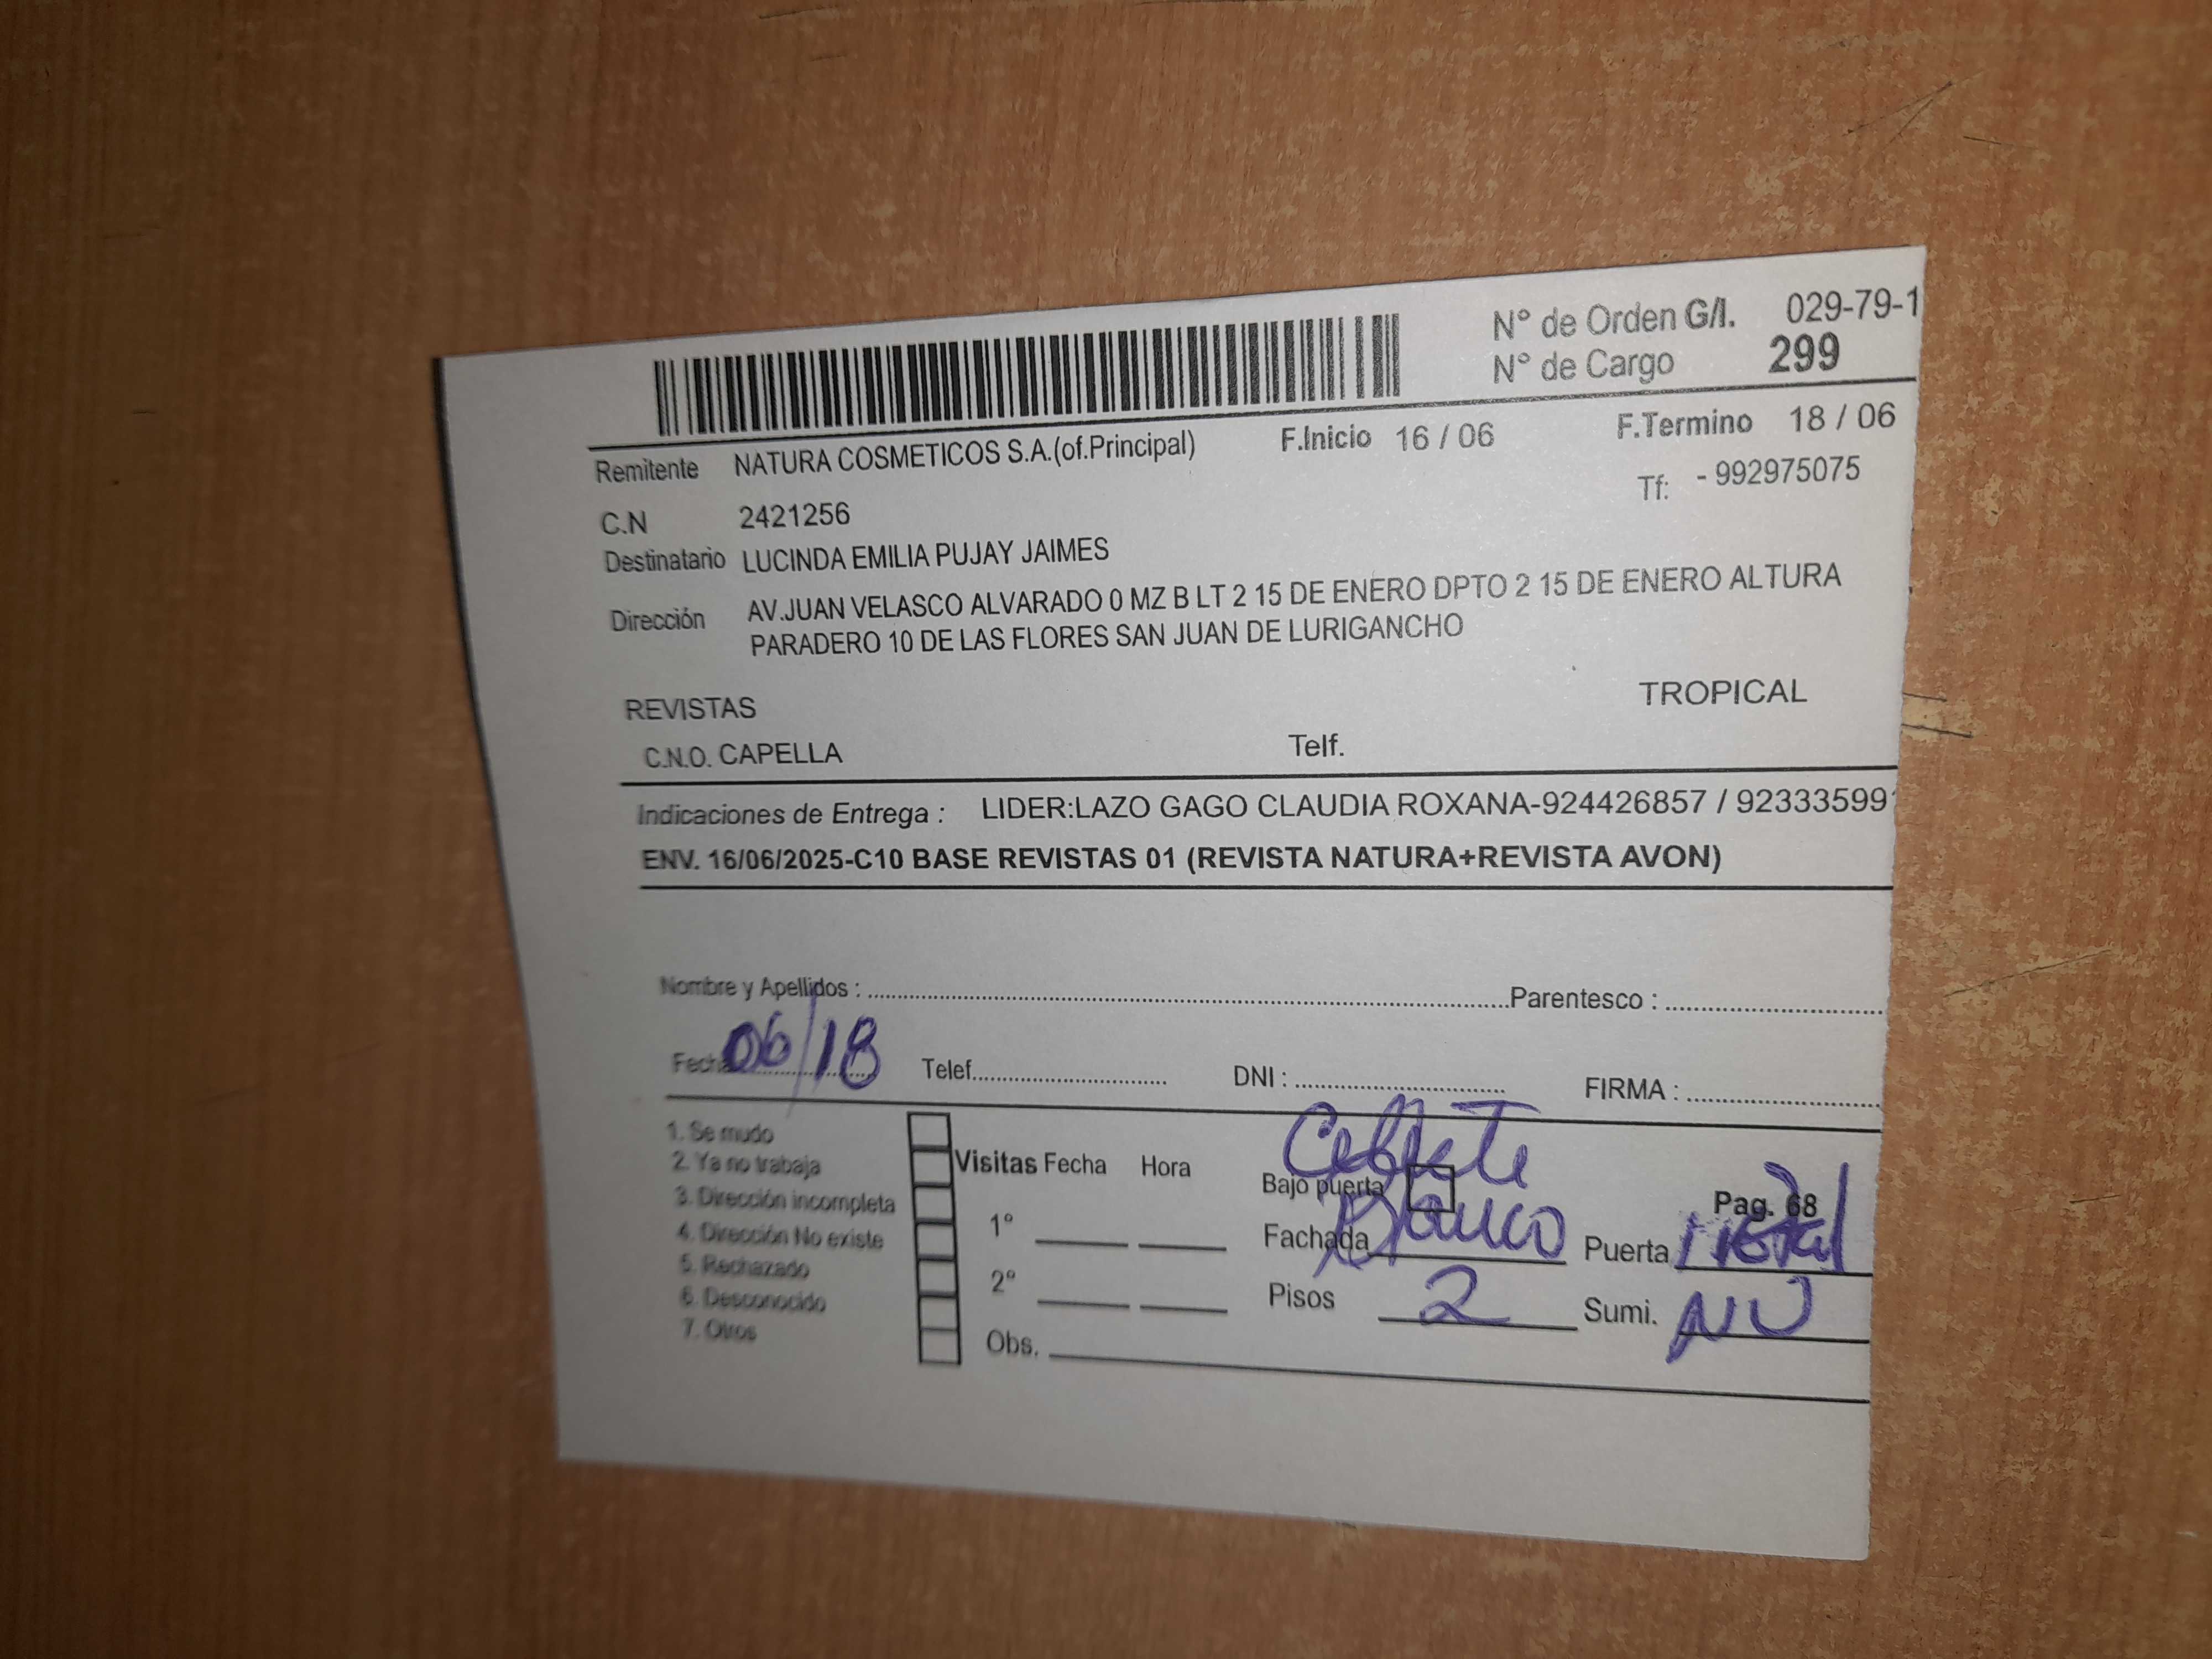 N° de Orden G/I. 029-79-1
N° de Cargo 299
Remitente NATURA COSMETICOS S.A.(of.Principal) F.Inicio 16 / 06 F.Termino 18 / 06
C.N 2421256 Tf: - 992975075
Destinatario LUCINDA EMILIA PUJAY JAIMES
Dirección AV.JUAN VELASCO ALVARADO 0 MZ B LT 2 15 DE ENERO DPTO 2 15 DE ENERO ALTURA
PARADERO 10 DE LAS FLORES SAN JUAN DE LURIGANCHO
REVISTAS TROPICAL
C.N.O. CAPELLA Telf.
Indicaciones de Entrega : LIDER:LAZO GAGO CLAUDIA ROXANA-924426857 / 92333599
ENV. 16/06/2025-C10 BASE REVISTAS 01 (REVISTA NATURA+REVISTA AVON)
Nombre y Apellidos : Parentesco :
Fecha 06/18 Telef. DNI : FIRMA :
1. Se mudo
2. Ya no trabaja Visitas Fecha Hora
3. Dirección incompleta Bajo puerta Pag. 68
4. Dirección No existe 1° Fachada Blanco Puerta Metal
5. Rechazado
6. Desconocido 2° Pisos 2 Sumi. NO
7. Otros Obs.